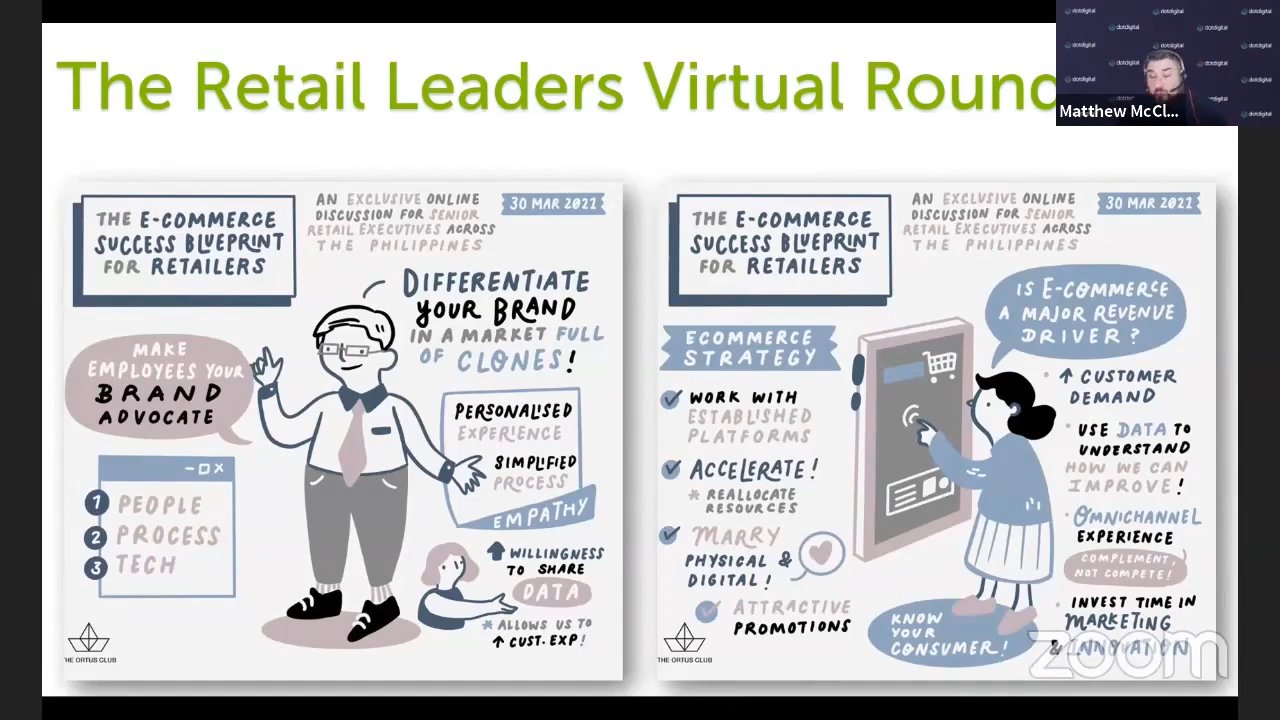 The Retail Leaders Virtual Round
dotdigital
Matthew McCl...
THE E-COMMERCE
SUCCESS BLUEPRINT
FOR RETAILERS
AN EXCLUSIVE ONLINE
DISCUSSION FOR SENIOR
RETAIL EXECUTIVES ACROSS
THE PHILIPPINES
30 MAR 2021
DIFFERENTIATE
YOUR BRAND
IN A MARKET FULL
OF CLONES!
MAKE
EMPLOYEES YOUR
BRAND
ADVOCATE
1 PEOPLE
2 PROCESS
3 TECH
PERSONALISED
EXPERIENCE
SIMPLIFIED
PROCESS
EMPATHY
WILLINGNESS
TO SHARE
DATA
* ALLOWS US TO
↑ CUST. EXP!
THE ORTUS CLUB
THE E-COMMERCE
SUCCESS BLUEPRINT
FOR RETAILERS
AN EXCLUSIVE ONLINE
DISCUSSION FOR SENIOR
RETAIL EXECUTIVES ACROSS
THE PHILIPPINES
30 MAR 2021
ECOMMERCE
STRATEGY
WORK WITH
ESTABLISHED
PLATFORMS
ACCELERATE!
* REALLOCATE
RESOURCES
MARRY
PHYSICAL &
DIGITAL!
ATTRACTIVE
PROMOTIONS
IS E-COMMERCE
A MAJOR REVENUE
DRIVER?
• ↑ CUSTOMER
DEMAND
• USE DATA TO
UNDERSTAND
HOW WE CAN
IMPROVE!
• OMNICHANNEL
EXPERIENCE
COMPLEMENT,
NOT COMPETE!
• INVEST TIME IN
MARKETING
& INNOVATION
KNOW
YOUR
CONSUMER!
THE ORTUS CLUB
zoom